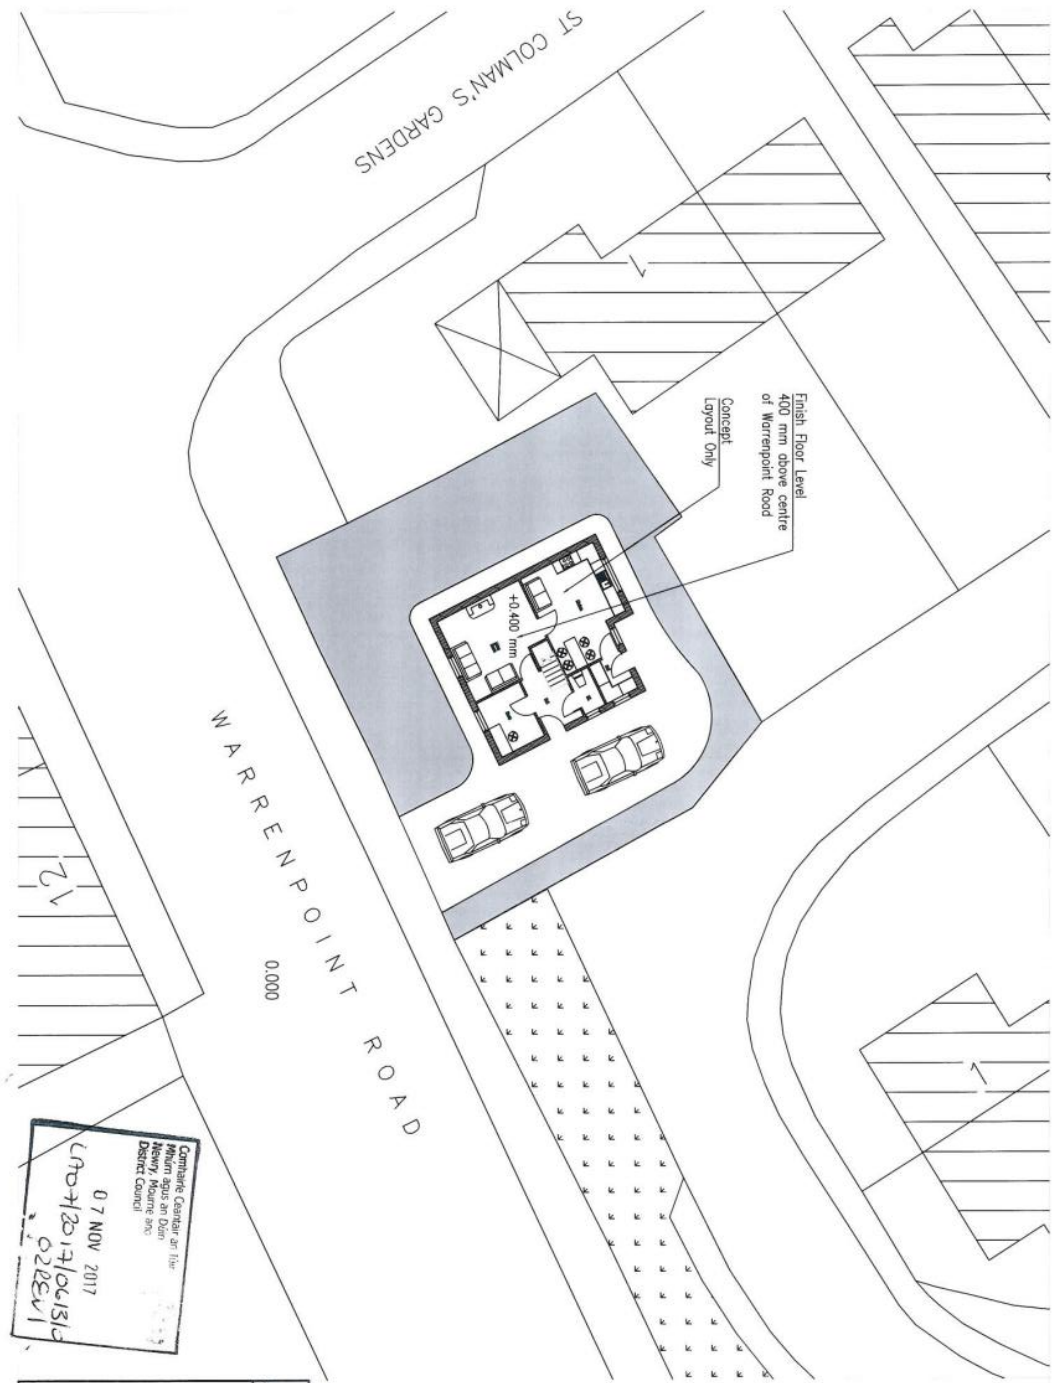 ST COLMAN'S GARDENS
1
Finish Floor Level
400 mm above centre
of Warrenpoint Road
Concept
Layout Only
+0.400 mm
WARRENPOINT ROAD
0.000
12
1
Comhairle Ceantair an Iúir
Mhúrn agus an Dúin
Newry, Mourne and
District Council
07 NOV 2017
LA07/2017/0613/O
02REV1